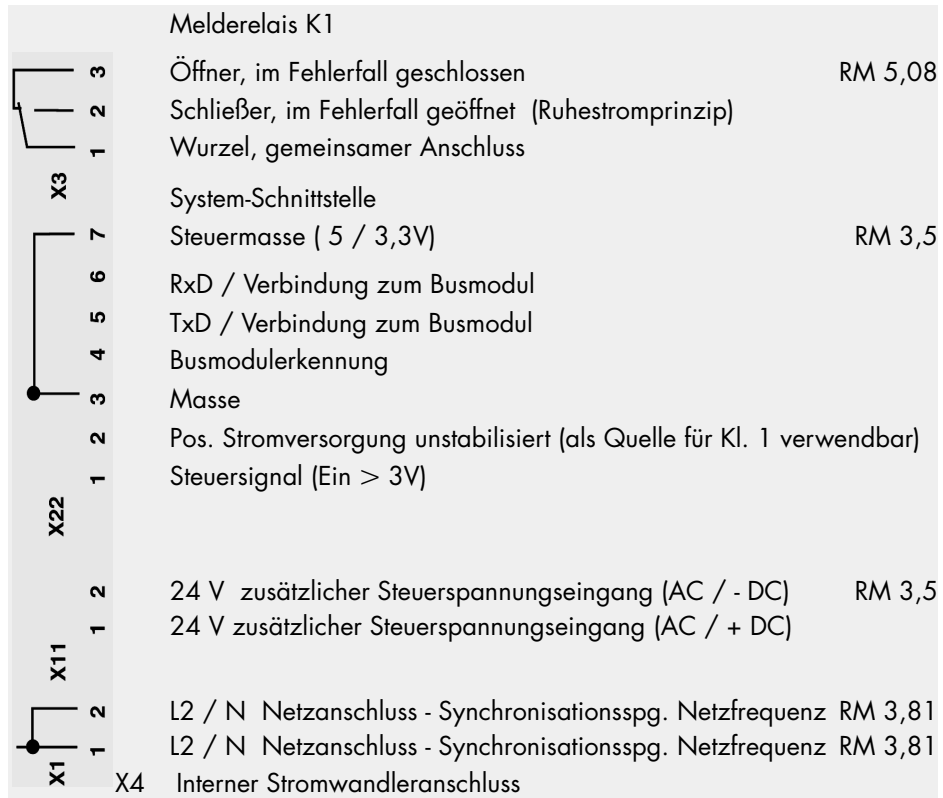 Melderelais K1
3 Öffner, im Fehlerfall geschlossen RM 5,08
2 Schließer, im Fehlerfall geöffnet (Ruhestromprinzip)
1 Wurzel, gemeinsamer Anschluss
X3
System-Schnittstelle
7 Steuermasse ( 5 / 3,3V) RM 3,5
6 RxD / Verbindung zum Busmodul
5 TxD / Verbindung zum Busmodul
4 Busmodulerkennung
3 Masse
2 Pos. Stromversorgung unstabilisiert (als Quelle für Kl. 1 verwendbar)
1 Steuersignal (Ein > 3V)
X22
2 24 V zusätzlicher Steuerspannungseingang (AC / - DC) RM 3,5
1 24 V zusätzlicher Steuerspannungseingang (AC / + DC)
X11
2 L2 / N Netzanschluss - Synchronisationsspg. Netzfrequenz RM 3,81
1 L2 / N Netzanschluss - Synchronisationsspg. Netzfrequenz RM 3,81
X1
X4 Interner Stromwandleranschluss